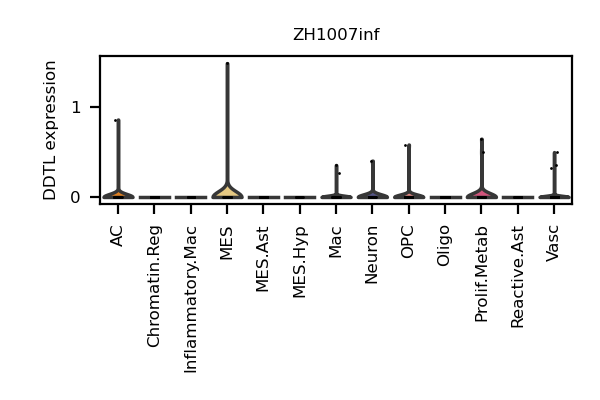 ZH1007inf
DDTL expression
1
0
AC
Chromatin.Reg
Inflammatory.Mac
MES
MES.Ast
MES.Hyp
Mac
Neuron
OPC
Oligo
Prolif.Metab
Reactive.Ast
Vasc